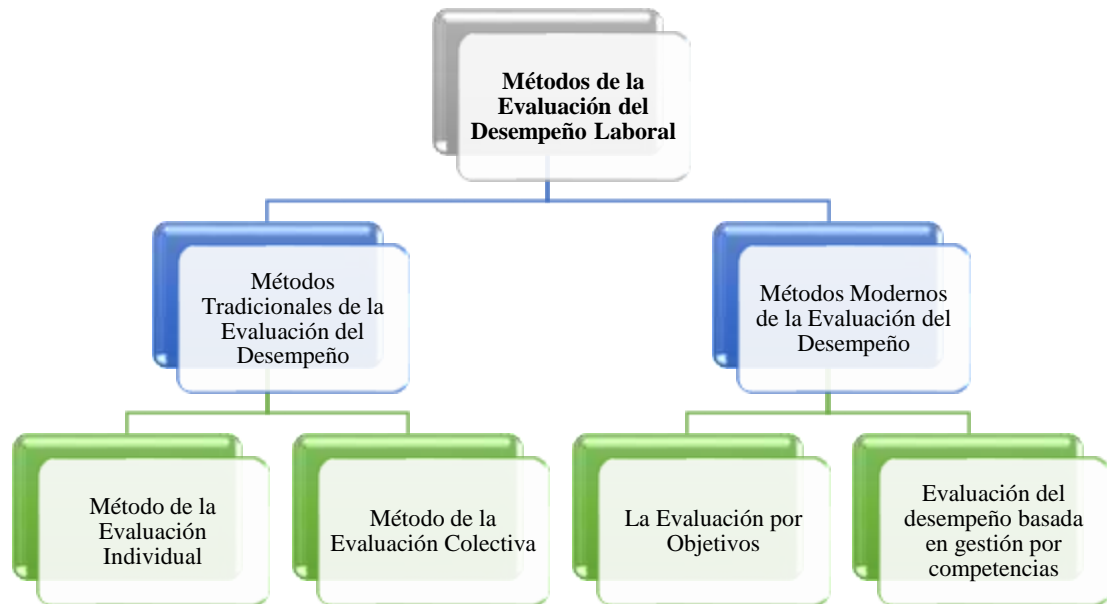 Métodos de la
Evaluación del
Desempeño Laboral
Métodos
Tradicionales de la
Evaluación del
Desempeño
Métodos Modernos
de la Evaluación del
Desempeño
Método de la
Evaluación
Individual
Método de la
Evaluación Colectiva
La Evaluación por
Objetivos
Evaluación del
desempeño basada
en gestión por
competencias